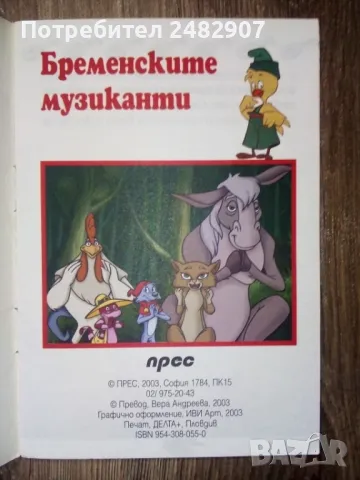 Потребител 2482907
Бременските
музиканти
прес
© ПРЕС, 2003, София 1784, ПК15
02/ 975-20-43
© Превод, Вера Андреева, 2003
Графично оформление, ИВИ Арт, 2003
Печат, ДЕЛТА+, Пловдив
ISBN 954-308-055-0
bazar